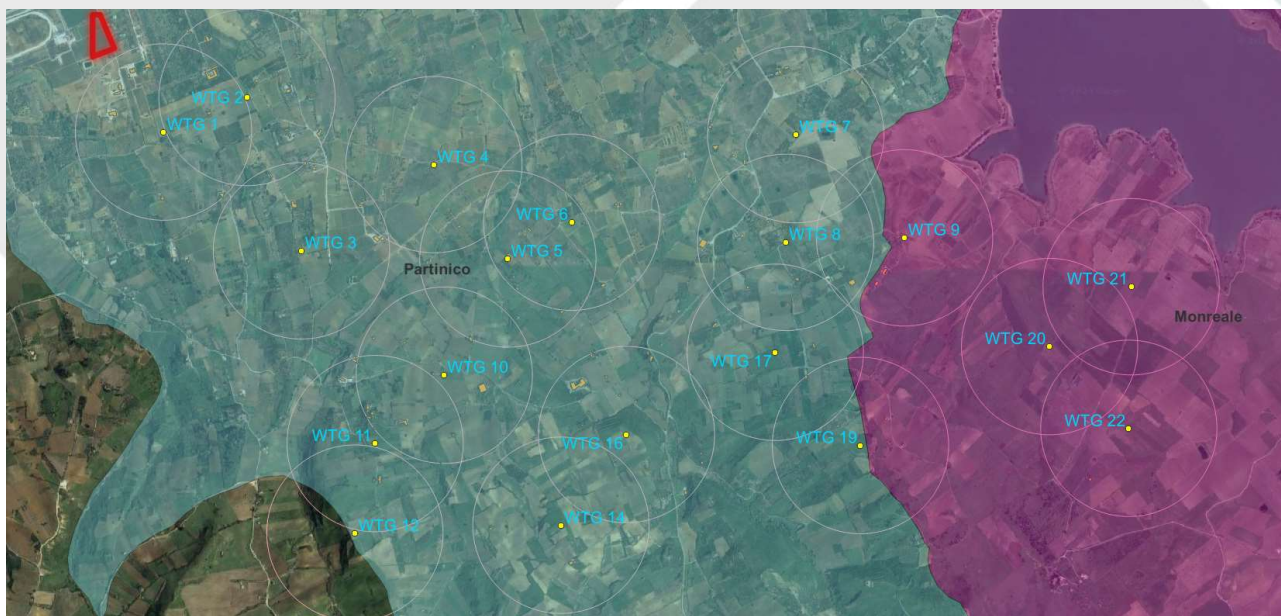 WTG 2
WTG 1
WTG 7
WTG 4
WTG 6
WTG 3
WTG 5
WTG 8
WTG 9
Partinico
WTG 21
Monreale
WTG 20
WTG 17
WTG 10
WTG 22
WTG 11
WTG 16
WTG 19
WTG 14
WTG 12